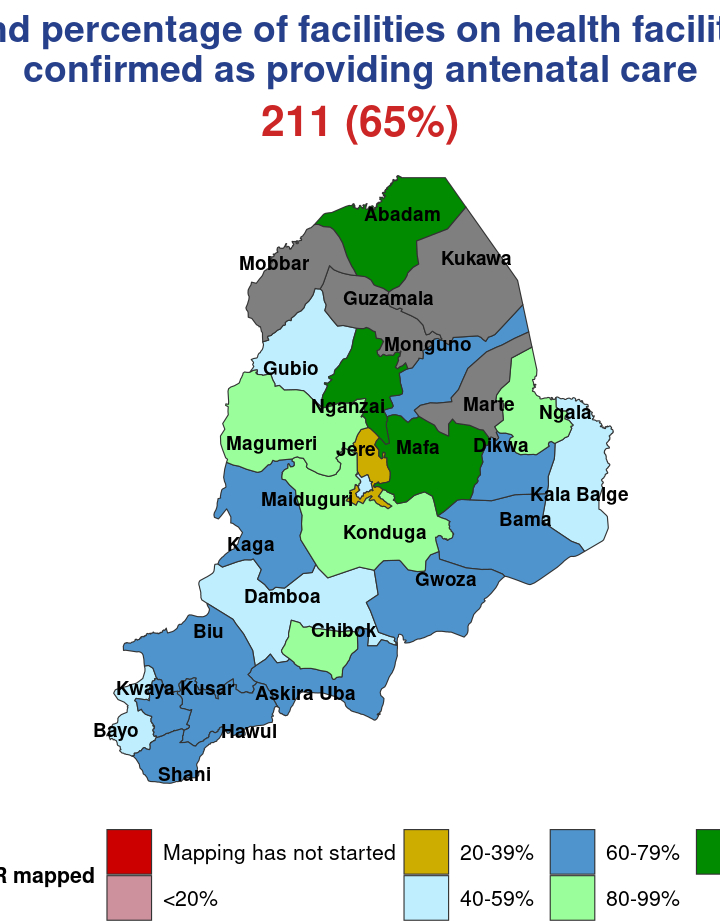 percentage of facilities on health
confirmed as providing antenatal care
211 (65%)
Abadam
Kukawa
Mobbar
Guzamala
Monguno
Gubio
Nganzai
Marte
Ngala
Magumeri
Jere
Mafa
Dikwa
Maiduguri
Kala Balge
Bama
Konduga
Kaga
Gwoza
Damboa
Biu
Chibok
Kwaya Kusar
Askira Uba
Bayo
Hawul
Shani
R mapped
Mapping has not started
20-39%
60-79%
<20%
40-59%
80-99%